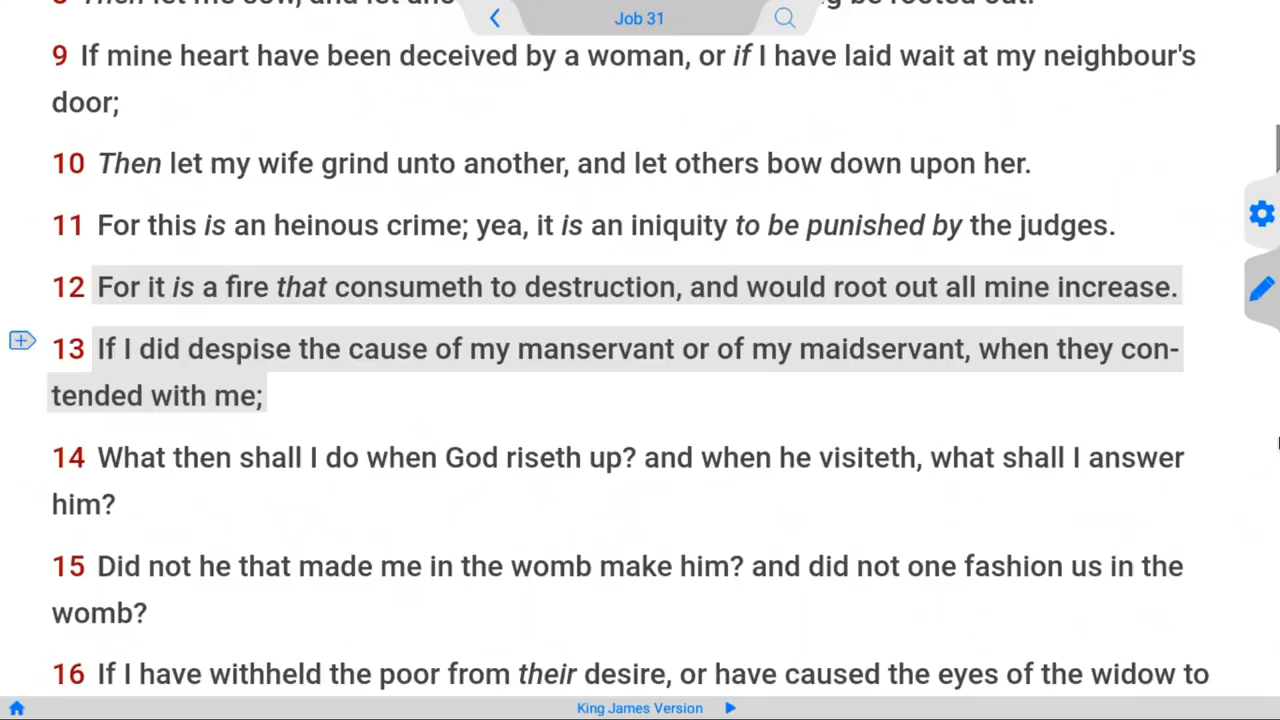 Job 31
9 If mine heart have been deceived by a woman, or if I have laid wait at my neighbour's
door;
10 Then let my wife grind unto another, and let others bow down upon her.
11 For this is an heinous crime; yea, it is an iniquity to be punished by the judges.
12 For it is a fire that consumeth to destruction, and would root out all mine increase.
13 If I did despise the cause of my manservant or of my maidservant, when they con-
tended with me;
14 What then shall I do when God riseth up? and when he visiteth, what shall I answer
him?
15 Did not he that made me in the womb make him? and did not one fashion us in the
womb?
16 If I have withheld the poor from their desire, or have caused the eyes of the widow to
King James Version